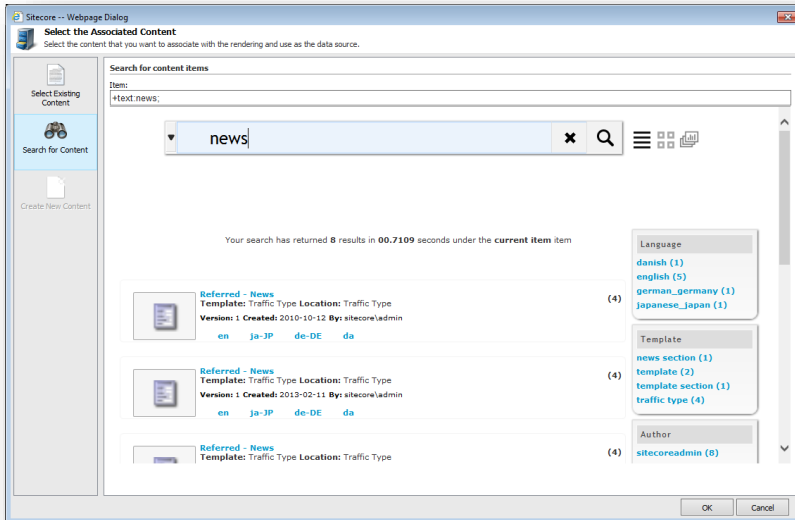 Sitecore -- Webpage Dialog
Select the Associated Content
Select the content that you want to associate with the rendering and use as the data source.
Select Existing
Content
Search for Content
Create New Content
Search for content items
Item:
+text:news;
news
Your search has returned 8 results in 00.7109 seconds under the current item item
Referred - News
(4)
Template: Traffic Type Location: Traffic Type
Version: 1 Created: 2010-10-12 By: sitecore\admin
en ja-JP de-DE da
Referred - News
(4)
Template: Traffic Type Location: Traffic Type
Version: 1 Created: 2013-02-11 By: sitecore\admin
en ja-JP de-DE da
Referred - News
(4)
Template: Traffic Type Location: Traffic Type
Language
danish (1)
english (5)
german_germany (1)
japanese_japan (1)
Template
news section (1)
template (2)
template section (1)
traffic type (4)
Author
sitecoreadmin (8)
OK
Cancel